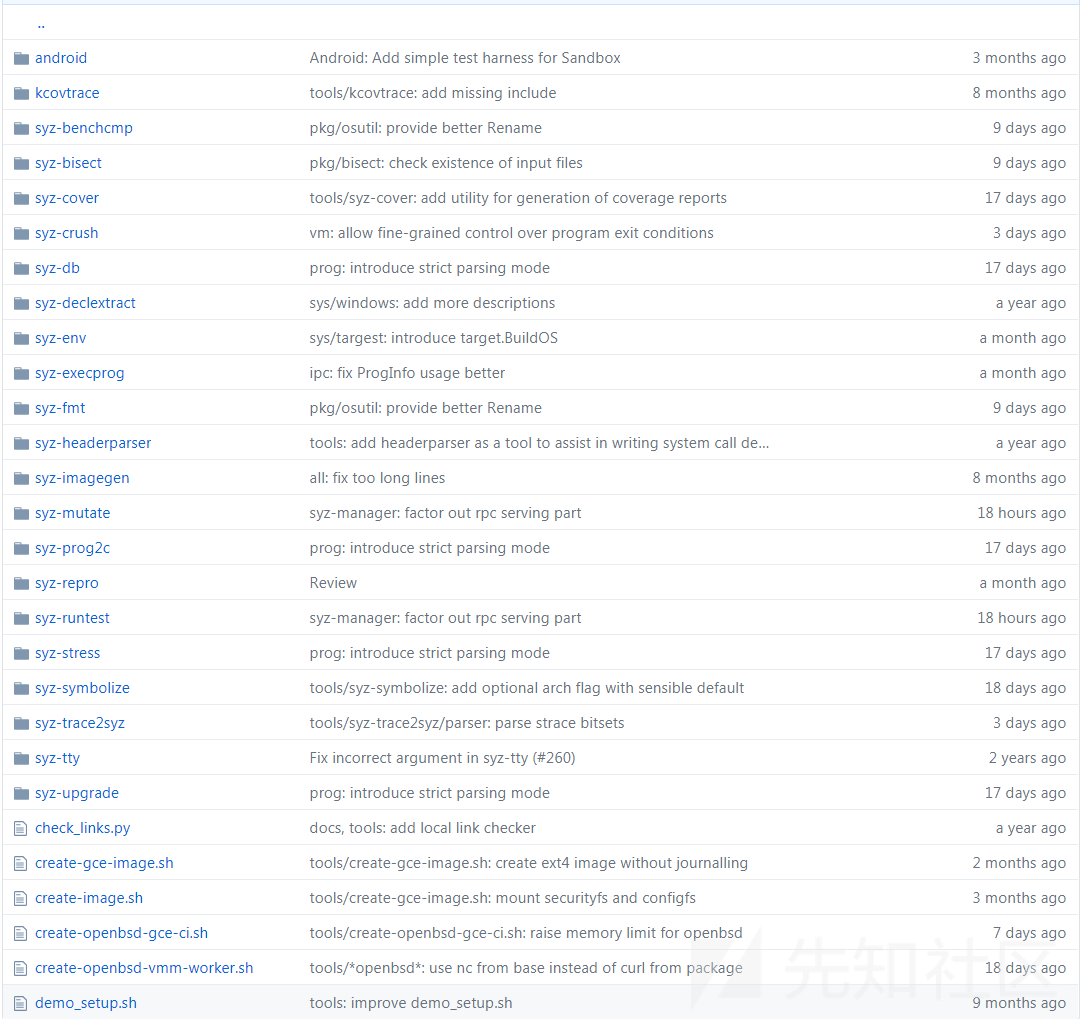 ..
android Android: Add simple test harness for Sandbox 3 months ago
kcovtrace tools/kcovtrace: add missing include 8 months ago
syz-benchcmp pkg/osutil: provide better Rename 9 days ago
syz-bisect pkg/bisect: check existence of input files 9 days ago
syz-cover tools/syz-cover: add utility for generation of coverage reports 17 days ago
syz-crush vm: allow fine-grained control over program exit conditions 3 days ago
syz-db prog: introduce strict parsing mode 17 days ago
syz-declextract sys/windows: add more descriptions a year ago
syz-env sys/targest: introduce target.BuildOS a month ago
syz-execprog ipc: fix ProgInfo usage better a month ago
syz-fmt pkg/osutil: provide better Rename 9 days ago
syz-headerparser tools: add headerparser as a tool to assist in writing system call de... a year ago
syz-imagegen all: fix too long lines 8 months ago
syz-mutate syz-manager: factor out rpc serving part 18 hours ago
syz-prog2c prog: introduce strict parsing mode 17 days ago
syz-repro Review a month ago
syz-runtest syz-manager: factor out rpc serving part 18 hours ago
syz-stress prog: introduce strict parsing mode 17 days ago
syz-symbolize tools/syz-symbolize: add optional arch flag with sensible default 18 days ago
syz-trace2syz tools/syz-trace2syz/parser: parse strace bitsets 3 days ago
syz-tty Fix incorrect argument in syz-tty (#260) 2 years ago
syz-upgrade prog: introduce strict parsing mode 17 days ago
check_links.py docs, tools: add local link checker a year ago
create-gce-image.sh tools/create-gce-image.sh: create ext4 image without journalling 2 months ago
create-image.sh tools/create-gce-image.sh: mount securityfs and configfs 3 months ago
create-openbsd-gce-ci.sh tools/create-openbsd-gce-ci.sh: raise memory limit for openbsd 7 days ago
create-openbsd-vmm-worker.sh tools/*openbsd*: use nc from base instead of curl from package 18 days ago
先知社区
demo_setup.sh tools: improve demo_setup.sh 9 months ago